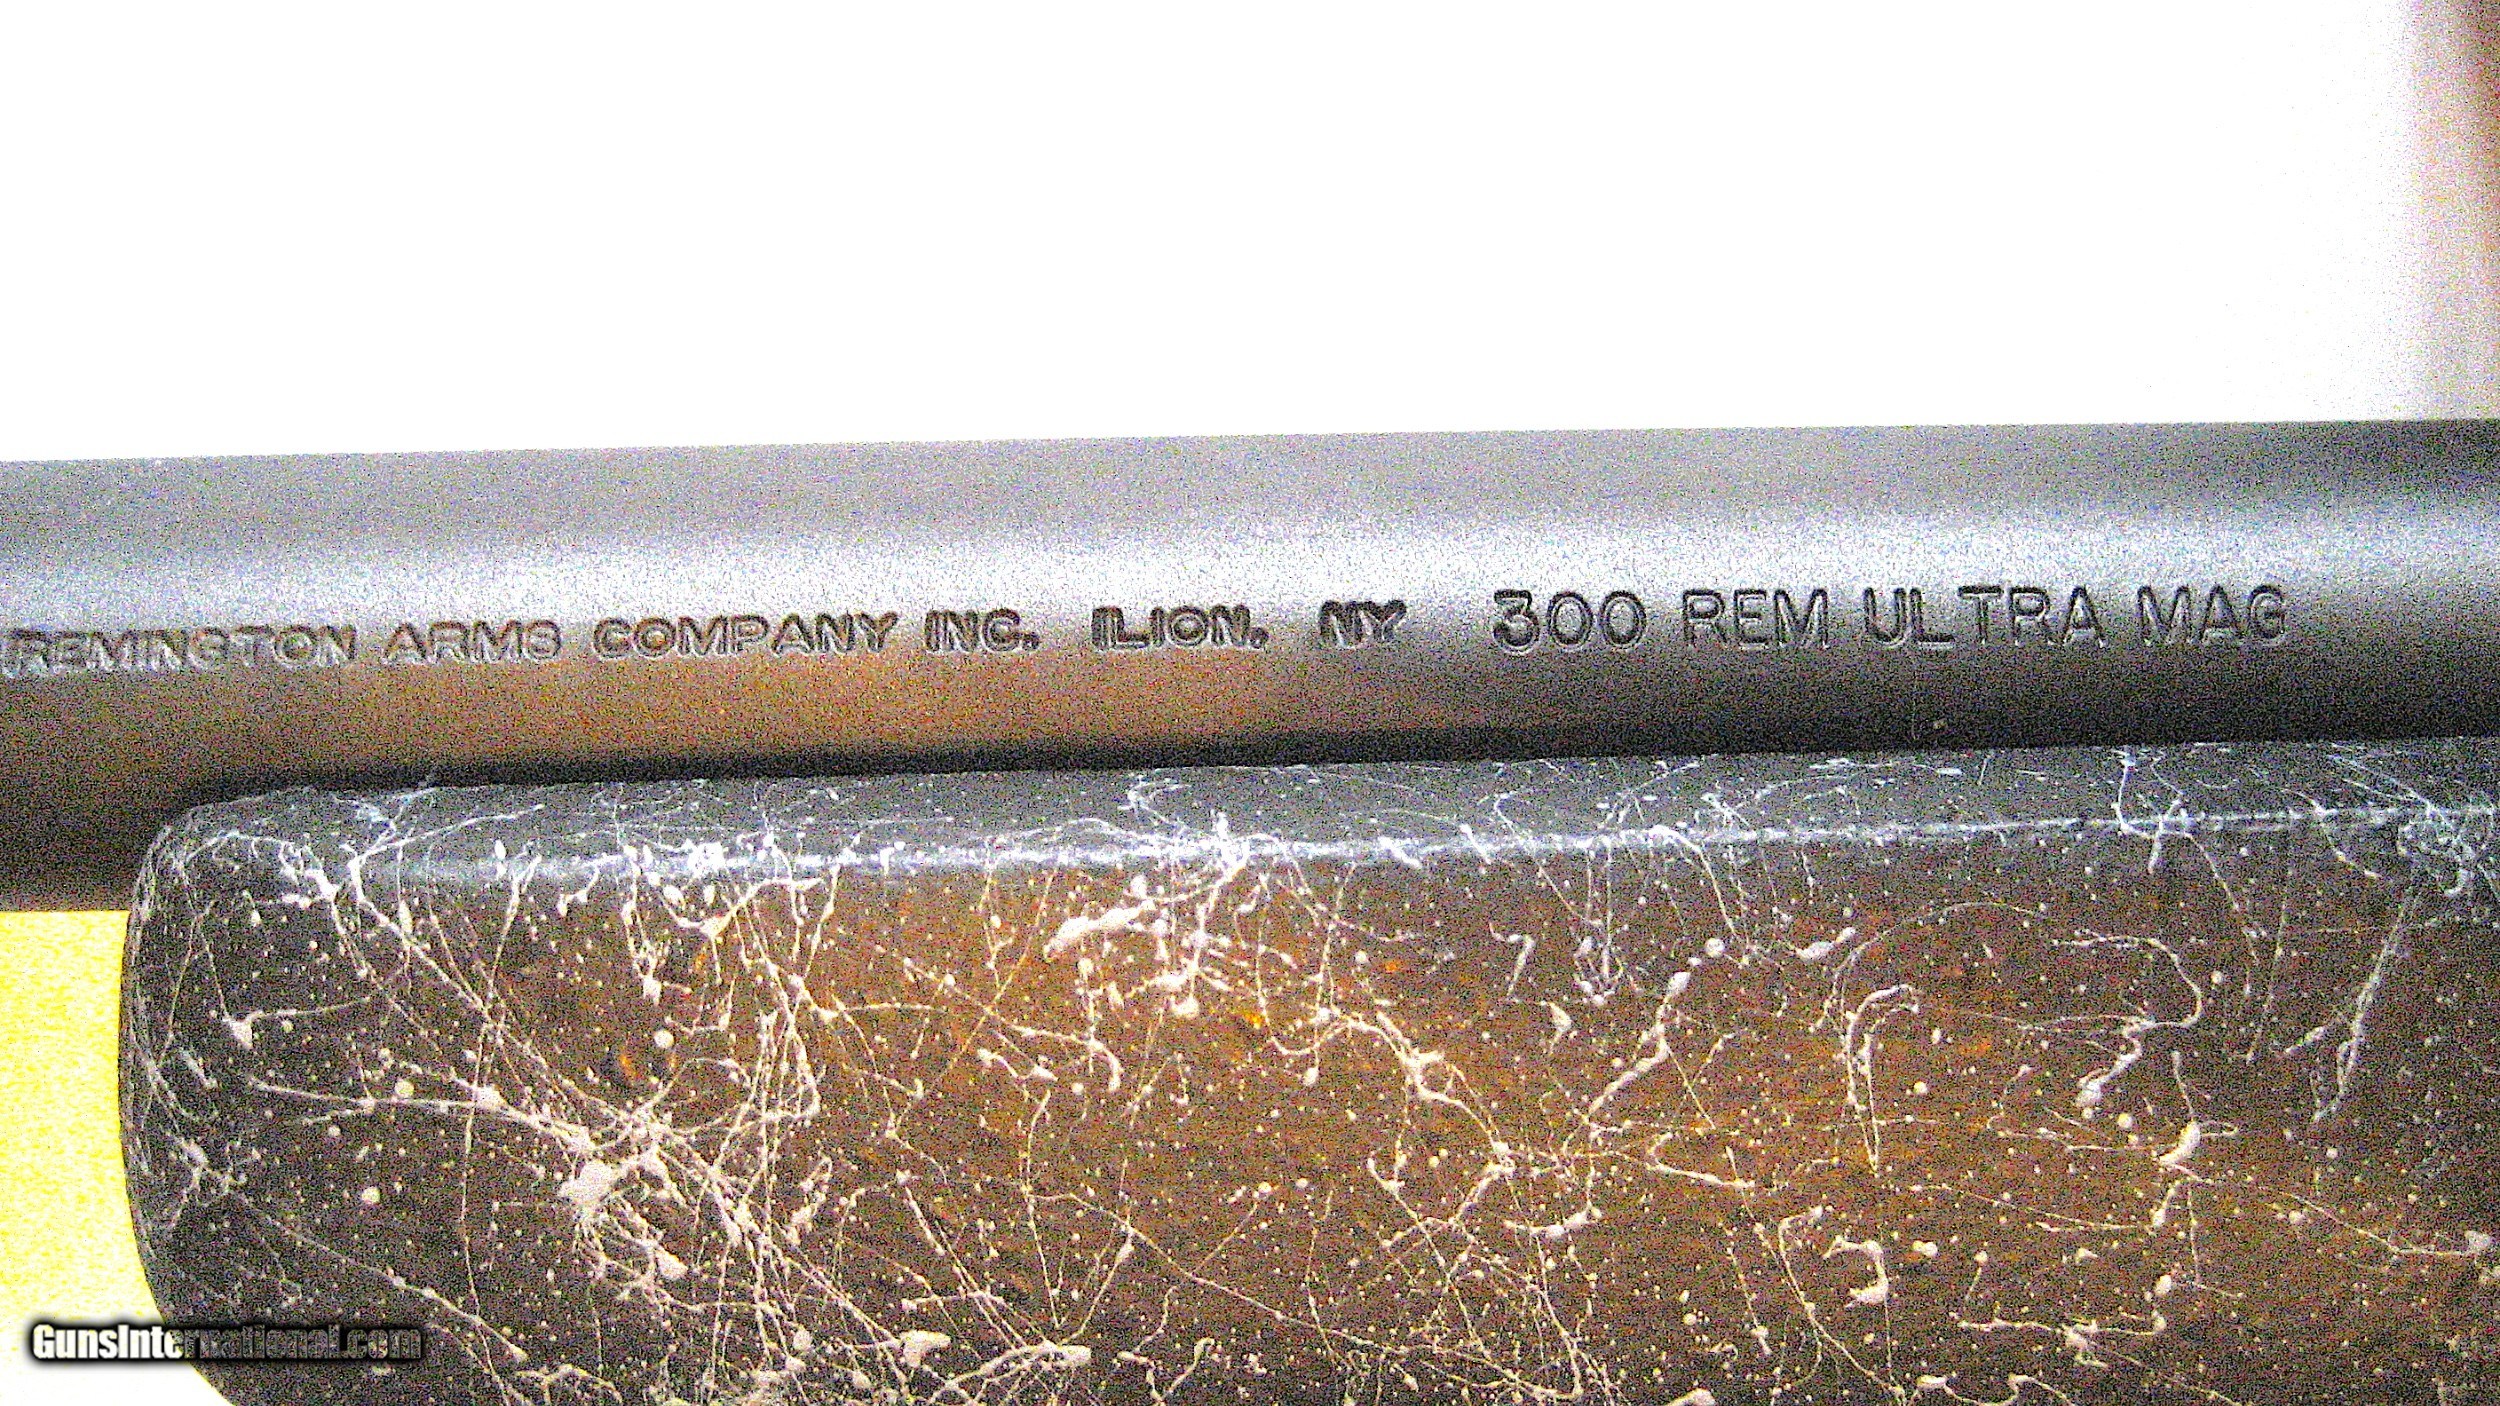 REMINGTON ARMS COMPANY INC. ILION, NY 300 REM ULTRA MAG
GunsInternational.com